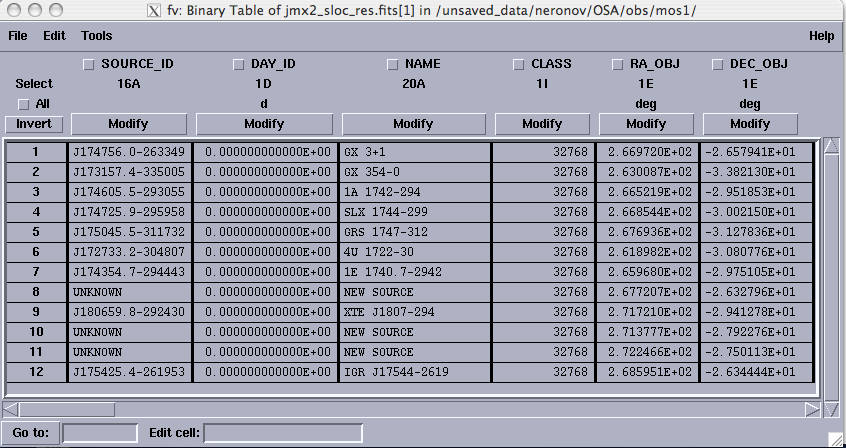 X fv: Binary Table of jmx2_sloc_res.fits[1] in /unsaved_data/neronov/OSA/obs/mos1/
File Edit Tools Help
SOURCE_ID DAY_ID NAME CLASS RA_OBJ DEC_OBJ
Select 16A 1D 20A 1I 1E 1E
All d deg deg
Invert Modify Modify Modify Modify Modify Modify
1 J174756.0-263349 0.000000000000E+00 GX 3+1 32768 2.669720E+02 -2.657941E+01
2 J173157.4-335005 0.000000000000E+00 GX 354-0 32768 2.630087E+02 -3.382130E+01
3 J174605.5-293055 0.000000000000E+00 1A 1742-294 32768 2.665219E+02 -2.951853E+01
4 J174725.9-295958 0.000000000000E+00 SLX 1744-299 32768 2.668544E+02 -3.002150E+01
5 J175045.5-311732 0.000000000000E+00 GRS 1747-312 32768 2.676936E+02 -3.127836E+01
6 J172733.2-304807 0.000000000000E+00 4U 1722-30 32768 2.618982E+02 -3.080776E+01
7 J174354.7-294443 0.000000000000E+00 1E 1740.7-2942 32768 2.659680E+02 -2.975105E+01
8 UNKNOWN 0.000000000000E+00 NEW SOURCE 32768 2.677207E+02 -2.632796E+01
9 J180659.8-292430 0.000000000000E+00 XTE J1807-294 32768 2.717210E+02 -2.941278E+01
10 UNKNOWN 0.000000000000E+00 NEW SOURCE 32768 2.713777E+02 -2.792276E+01
11 UNKNOWN 0.000000000000E+00 NEW SOURCE 32768 2.722466E+02 -2.750113E+01
12 J175425.4-261953 0.000000000000E+00 IGR J17544-2619 32768 2.685951E+02 -2.634444E+01
Go to: Edit cell: